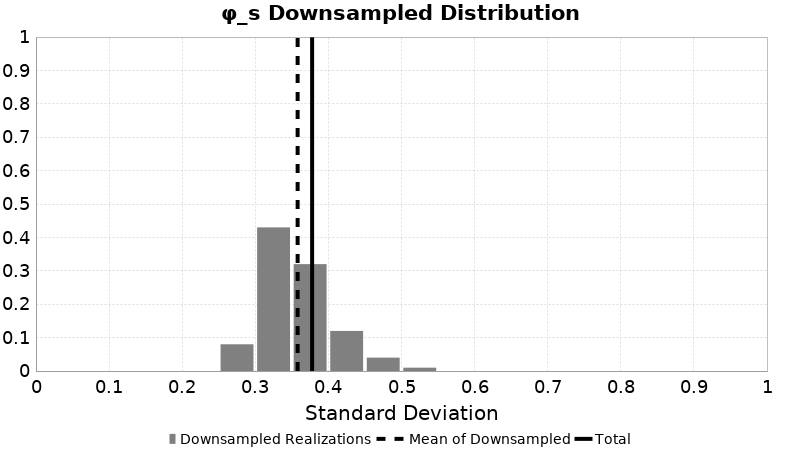 φ_s Downsampled Distribution
1
0.9
0.8
0.7
0.6
0.5
0.4
0.3
0.2
0.1
0
0 0.1 0.2 0.3 0.4 0.5 0.6 0.7 0.8 0.9 1
Standard Deviation
Downsampled Realizations Mean of Downsampled Total